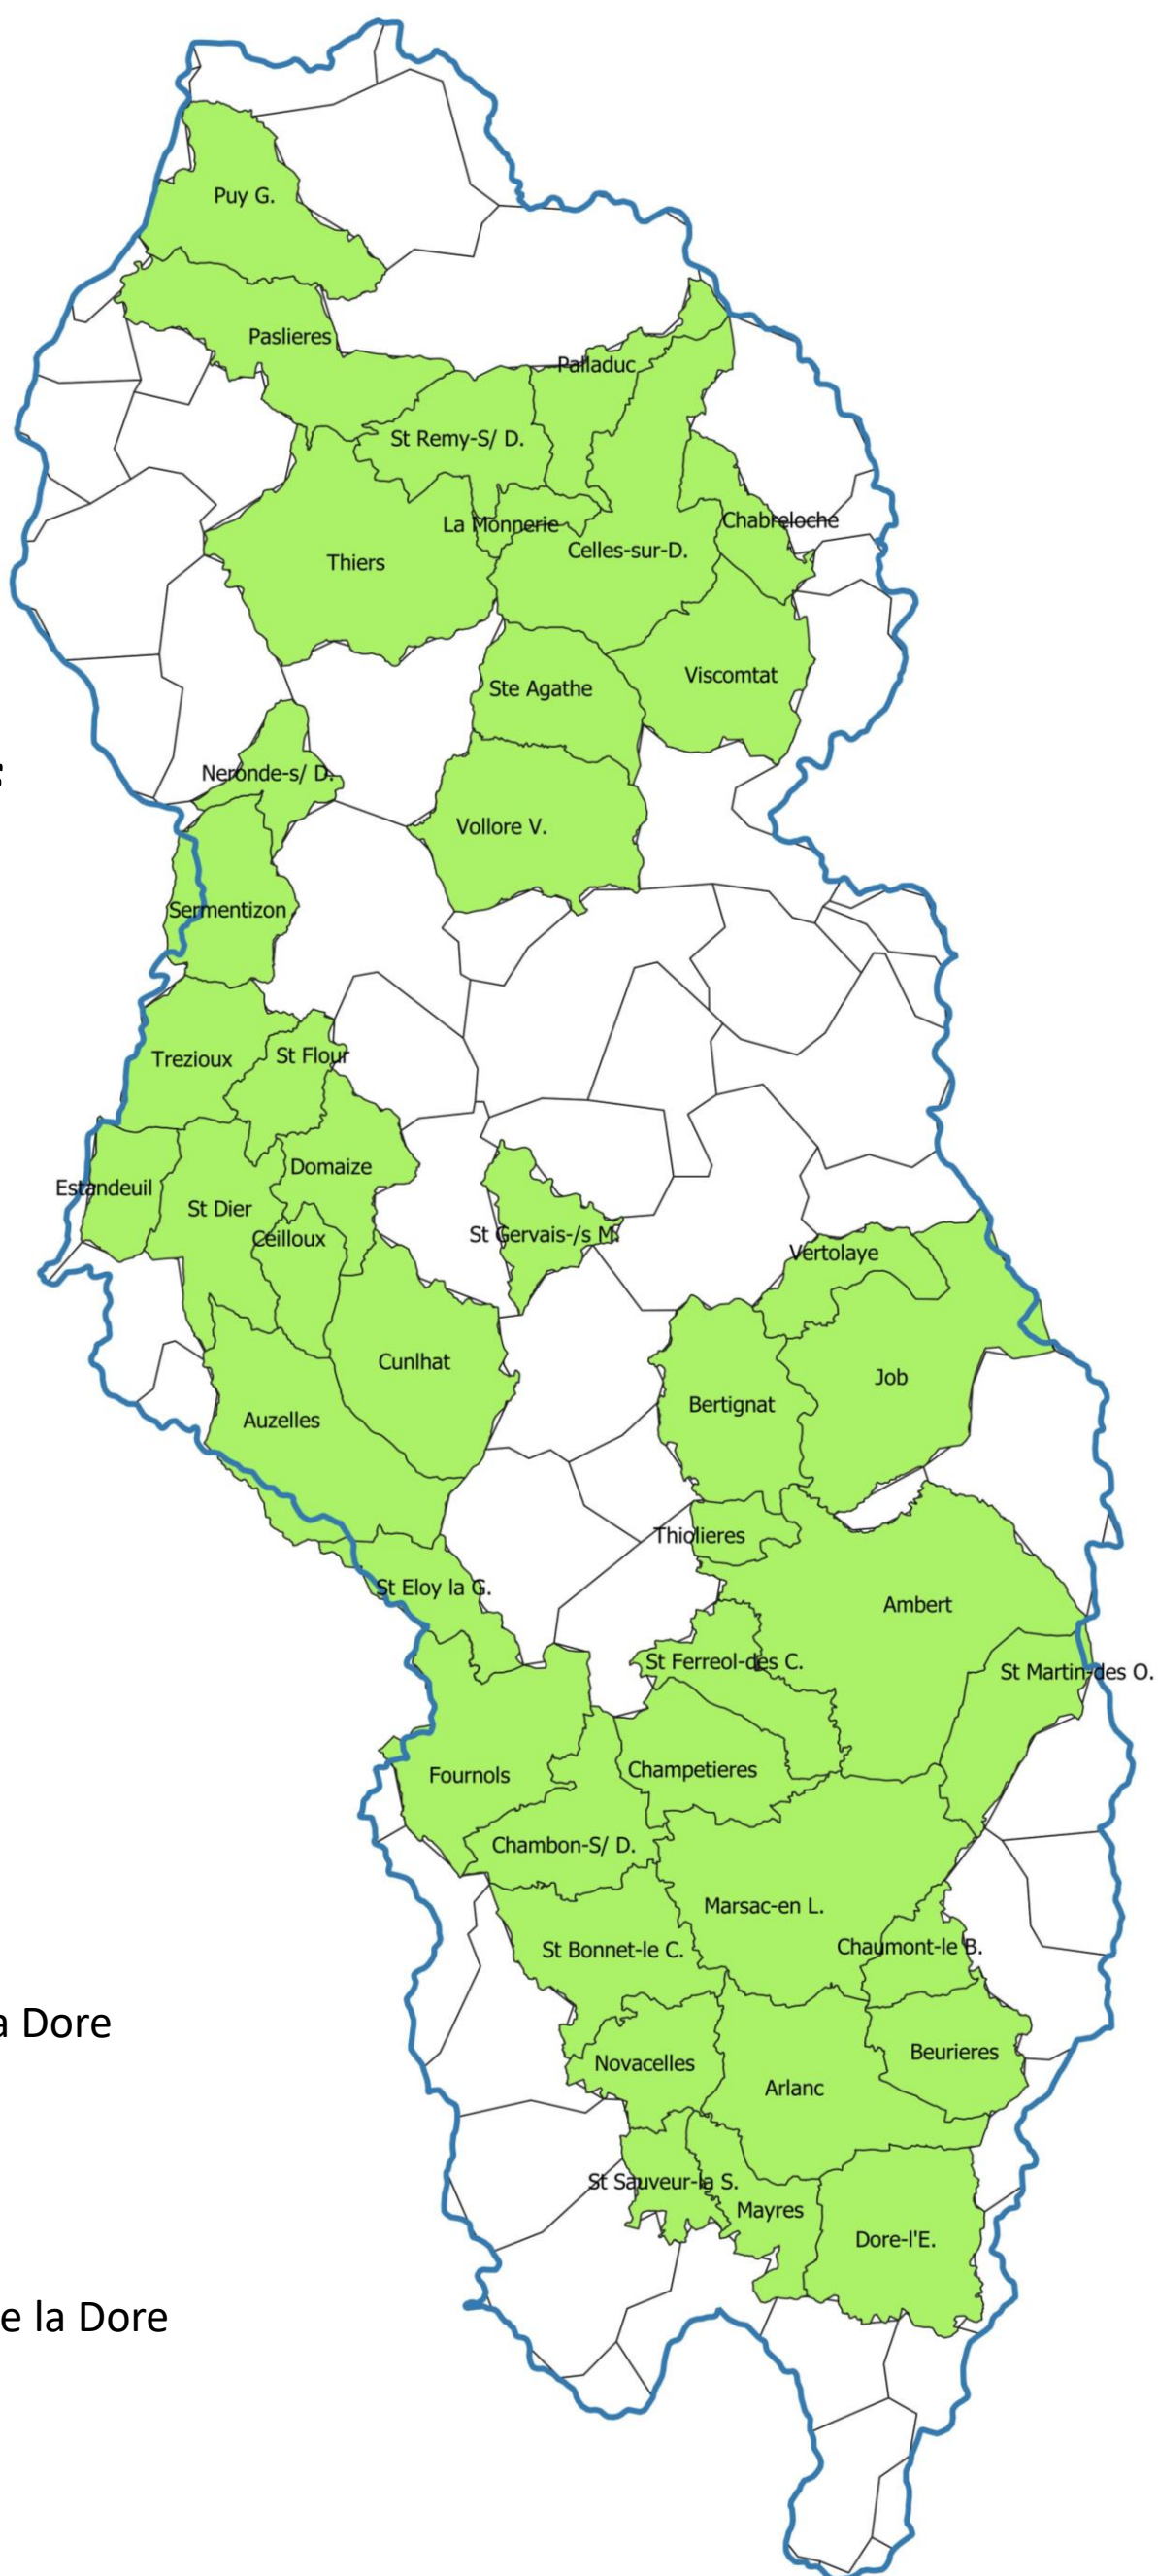 Puy G.
Paslieres
Palladuc
St Remy-S/ D.
La Monnerie
Chabreloche
Celles-sur-D.
Thiers
Viscomtat
Ste Agathe
Neronde-s/ D.
Vollore V.
Sermentizon
Trezioux
St Flour
Domaize
Estandeuil
St Dier
Ceilloux
St Gervais-/s M.
Vertolaye
Cunlhat
Job
Bertignat
Auzelles
Thiolieres
St Eloy la G.
Ambert
St Ferreol-des C.
St Martin-des O.
Champetieres
Fournols
Chambon-S/ D.
Marsac-en L.
St Bonnet-le C.
Chaumont-le B.
a Dore
Beurieres
Novacelles
Arlanc
St Sauveur-la S.
Mayres
Dore-l'E.
e la Dore